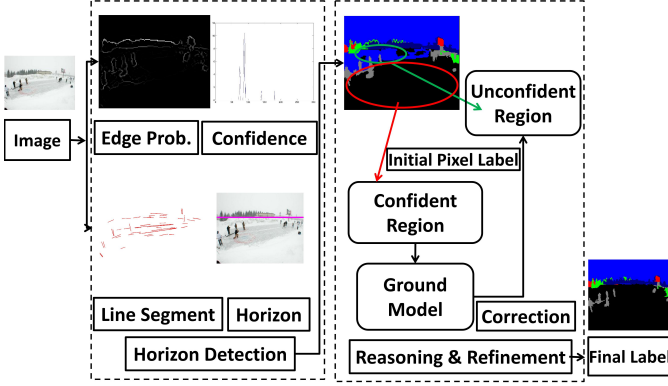 Image
Edge Prob.
Confidence
Line Segment
Horizon
Horizon Detection
Unconfident
Region
Initial Pixel Label
Confident
Region
Ground
Model
Correction
Reasoning & Refinement
Final Label